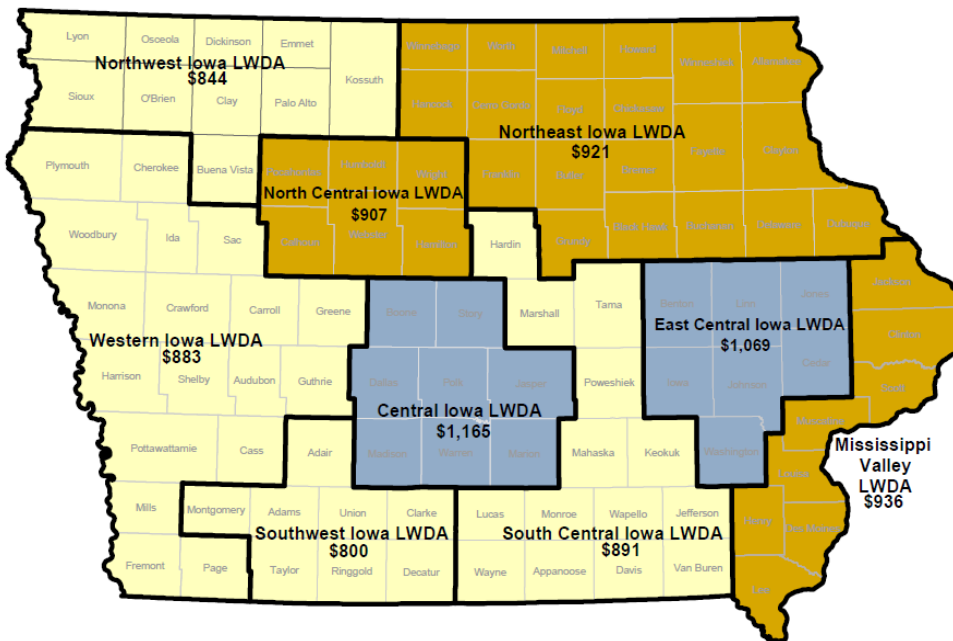 Lyon Osceola Dickinson Emmet
Northwest Iowa LWDA
$844
Kossuth
Sioux O'Brien Clay Palo Alto
Winnebago Worth Mitchell Howard Winneshiek Allamakee
Hancock Cerro Gordo Floyd Chickasaw
Northeast Iowa LWDA
$921
Fayette Clayton
Franklin Butler Bremer
Grundy Black Hawk Buchanan Delaware Dubuque
Plymouth Cherokee Buena Vista
Pocahontas Humboldt Wright
North Central Iowa LWDA
$907
Calhoun Webster Hamilton
Hardin
Woodbury Ida Sac
Monona Crawford Carroll Greene
Western Iowa LWDA
$883
Harrison Shelby Audubon Guthrie
Boone Story
Marshall Tama
Dallas Polk Jasper
Poweshiek
Central Iowa LWDA
$1,165
Madison Warren Marion
Benton Linn Jones
East Central Iowa LWDA
$1,069
Iowa Johnson Cedar
Washington
Jackson
Clinton
Scott
Muscatine
Mississippi
Valley
LWDA
$936
Louisa
Henry Des Moines
Lee
Pottawattamie Cass Adair
Mahaska Keokuk
Mills Montgomery Adams Union Clarke
Southwest Iowa LWDA
$800
Fremont Page Taylor Ringgold Decatur
Lucas Monroe Wapello Jefferson
South Central Iowa LWDA
$891
Wayne Appanoose Davis Van Buren